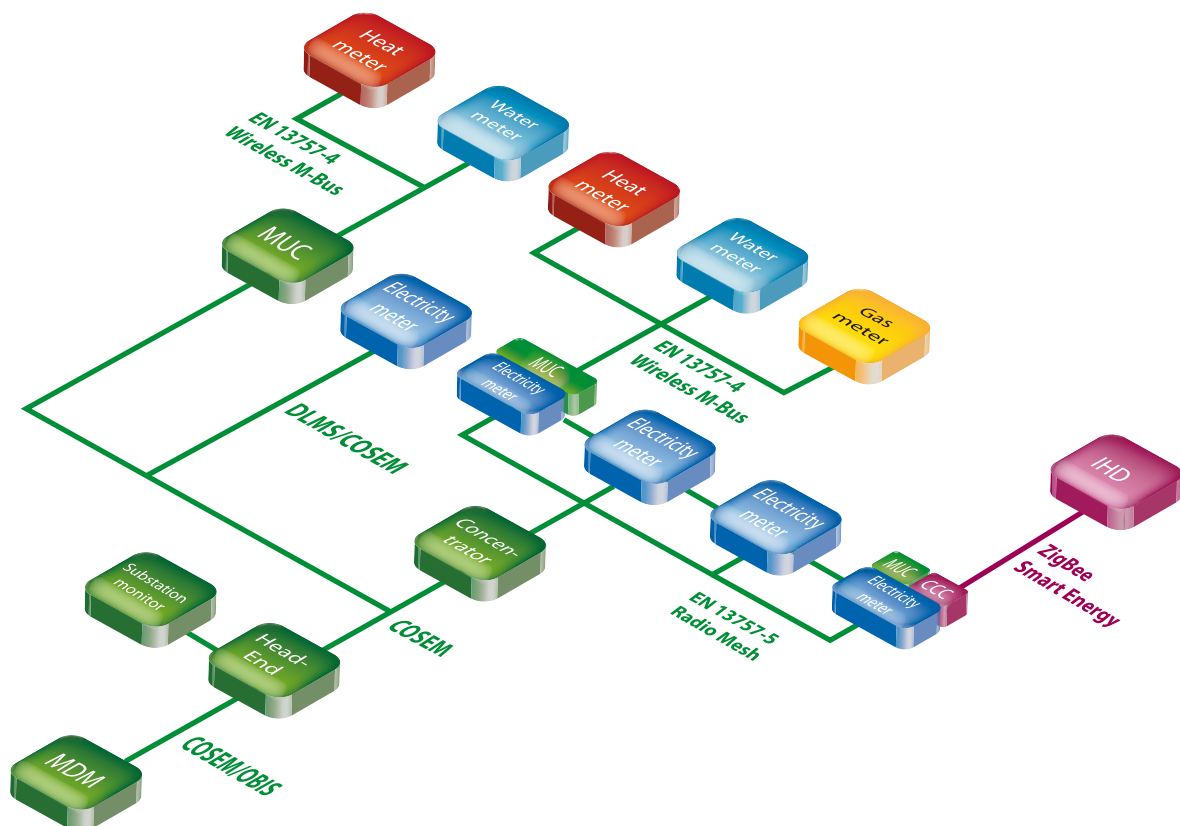 Heat
meter
EN 13757-4
Wireless M-Bus
Water
meter
Heat
meter
MUC
Water
meter
Electricity
meter
Gas
meter
MUC
Electricity
meter
EN 13757-4
Wireless M-Bus
DLMS/COSEM
Electricity
meter
IHD
Electricity
meter
Concen-
trator
ZigBee
Smart Energy
MUC
CCC
Electricity
meter
Substation
monitor
EN 13757-5
Radio Mesh
COSEM
Head-
End
COSEM/OBIS
MDM